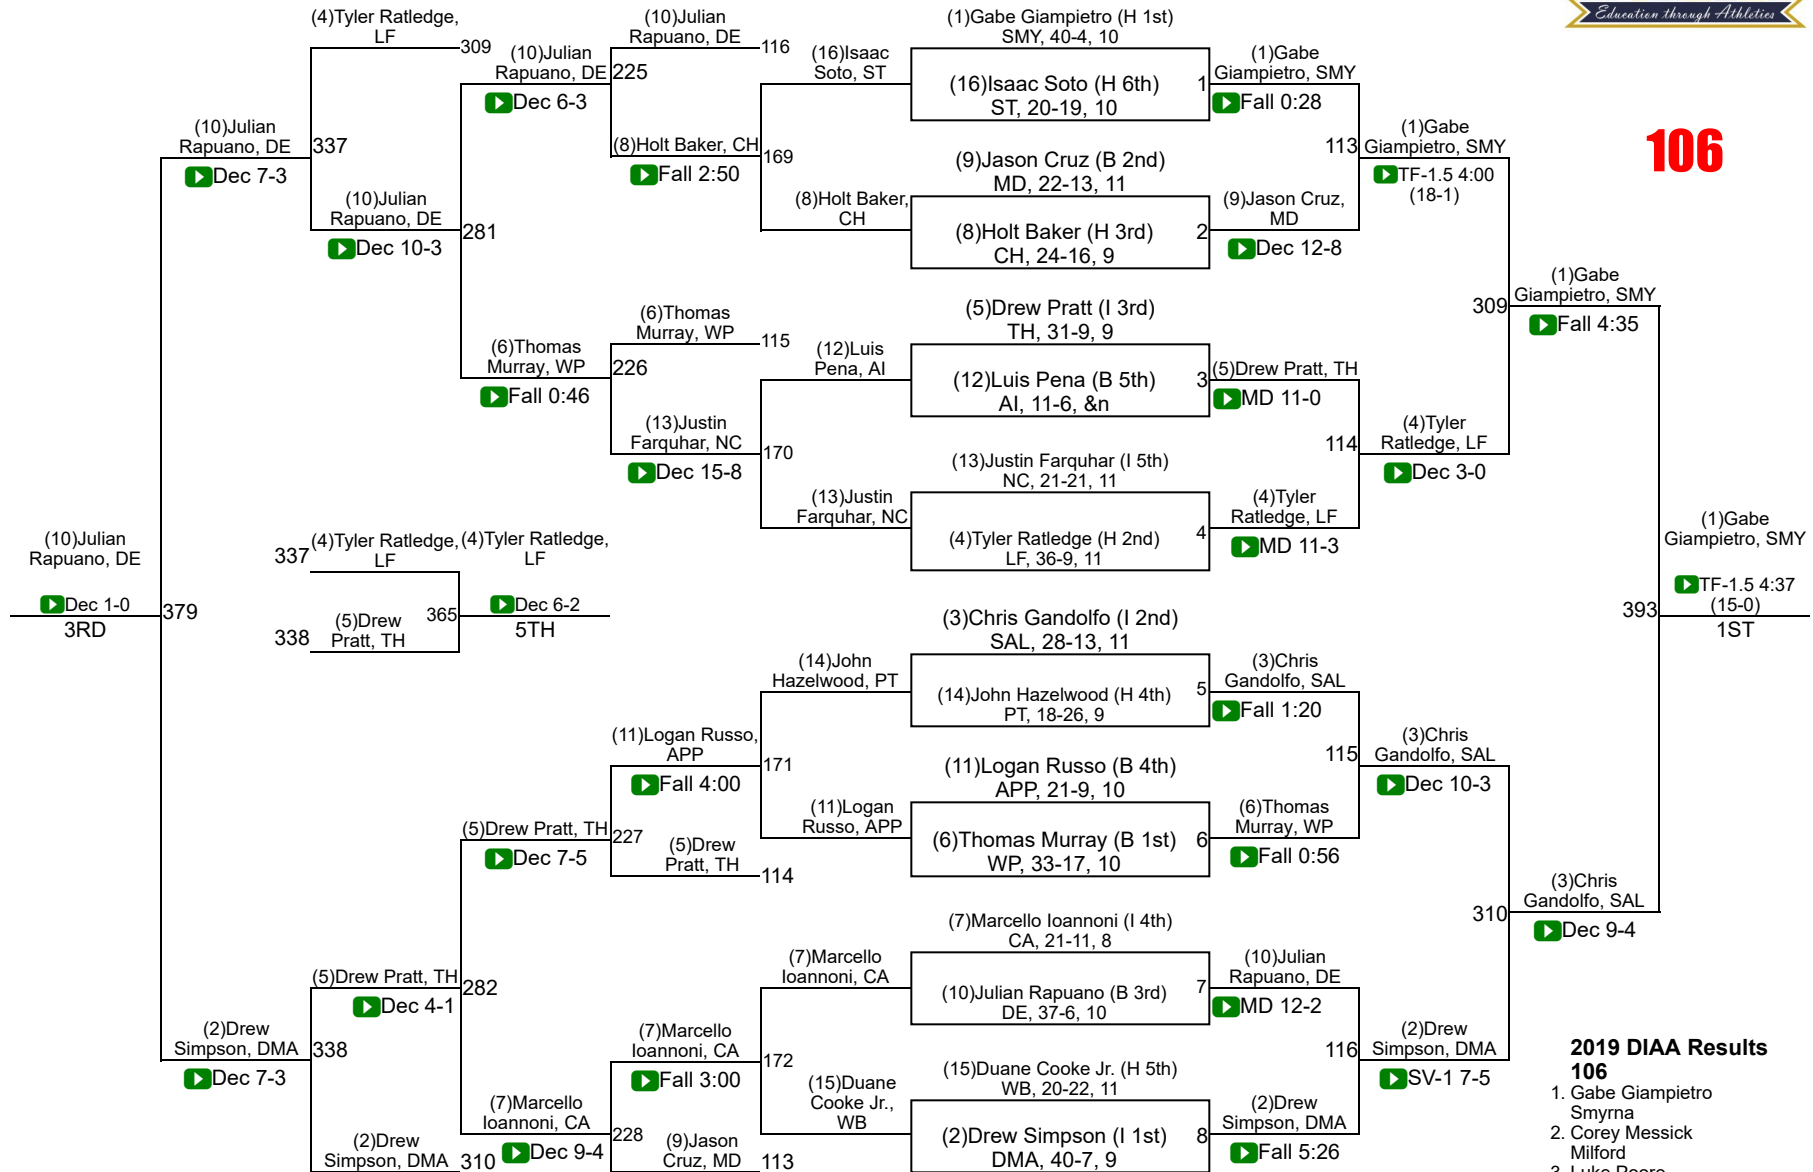 Education through Athletics
106
(4)Tyler Ratledge,
LF
309
(10)Julian
Rapuano, DE
225
Dec 6-3
(10)Julian
Rapuano, DE
116
(8)Holt Baker, CH
169
Fall 2:50
(16)Isaac
Soto, ST
(8)Holt Baker,
CH
(10)Julian
Rapuano, DE
337
Dec 7-3
(10)Julian
Rapuano, DE
281
Dec 10-3
(6)Thomas
Murray, WP
226
Fall 0:46
(6)Thomas
Murray, WP
115
(13)Justin
Farquhar, NC
170
Dec 15-8
(12)Luis
Pena, AI
(13)Justin
Farquhar, NC
(10)Julian
Rapuano, DE
Dec 1-0
379
3RD
337
(4)Tyler Ratledge,
LF
338
(5)Drew
Pratt, TH
365
(4)Tyler Ratledge,
LF
Dec 6-2
5TH
(14)John
Hazelwood, PT
(11)Logan Russo,
APP
171
Fall 4:00
(11)Logan
Russo, APP
(5)Drew Pratt, TH
227
Dec 7-5
(5)Drew
Pratt, TH
114
(5)Drew Pratt, TH
282
Dec 4-1
(2)Drew
Simpson, DMA
338
Dec 7-3
(7)Marcello
Ioannoni, CA
(7)Marcello
Ioannoni, CA
172
Fall 3:00
(15)Duane
Cooke Jr.,
WB
(7)Marcello
Ioannoni, CA
228
Dec 9-4
(9)Jason
Cruz, MD
113
(2)Drew
Simpson, DMA
310
(1)Gabe Giampietro (H 1st)
SMY, 40-4, 10
(16)Isaac Soto (H 6th)
ST, 20-19, 10
1
(9)Jason Cruz (B 2nd)
MD, 22-13, 11
(8)Holt Baker (H 3rd)
CH, 24-16, 9
2
(5)Drew Pratt (I 3rd)
TH, 31-9, 9
(12)Luis Pena (B 5th)
AI, 11-6, &n
3
(13)Justin Farquhar (I 5th)
NC, 21-21, 11
(4)Tyler Ratledge (H 2nd)
LF, 36-9, 11
4
(3)Chris Gandolfo (I 2nd)
SAL, 28-13, 11
(14)John Hazelwood (H 4th)
PT, 18-26, 9
5
(11)Logan Russo (B 4th)
APP, 21-9, 10
(6)Thomas Murray (B 1st)
WP, 33-17, 10
6
(7)Marcello Ioannoni (I 4th)
CA, 21-11, 8
(10)Julian Rapuano (B 3rd)
DE, 37-6, 10
7
(15)Duane Cooke Jr. (H 5th)
WB, 20-22, 11
(2)Drew Simpson (I 1st)
DMA, 40-7, 9
8
(1)Gabe
Giampietro, SMY
Fall 0:28
113
(9)Jason Cruz,
MD
Dec 12-8
(1)Gabe
Giampietro, SMY
TF-1.5 4:00
(18-1)
(5)Drew Pratt, TH
MD 11-0
114
(4)Tyler
Ratledge, LF
MD 11-3
(4)Tyler
Ratledge, LF
Dec 3-0
309
(1)Gabe
Giampietro, SMY
Fall 4:35
(3)Chris
Gandolfo, SAL
Fall 1:20
115
(6)Thomas
Murray, WP
Fall 0:56
(3)Chris
Gandolfo, SAL
Dec 10-3
(10)Julian
Rapuano, DE
MD 12-2
116
(2)Drew
Simpson, DMA
Fall 5:26
(2)Drew
Simpson, DMA
SV-1 7-5
310
(3)Chris
Gandolfo, SAL
Dec 9-4
(1)Gabe
Giampietro, SMY
TF-1.5 4:37
(15-0)
393
1ST
2019 DIAA Results
106
1. Gabe Giampietro
Smyrna
2. Corey Messick
Milford
3. Luke Poore